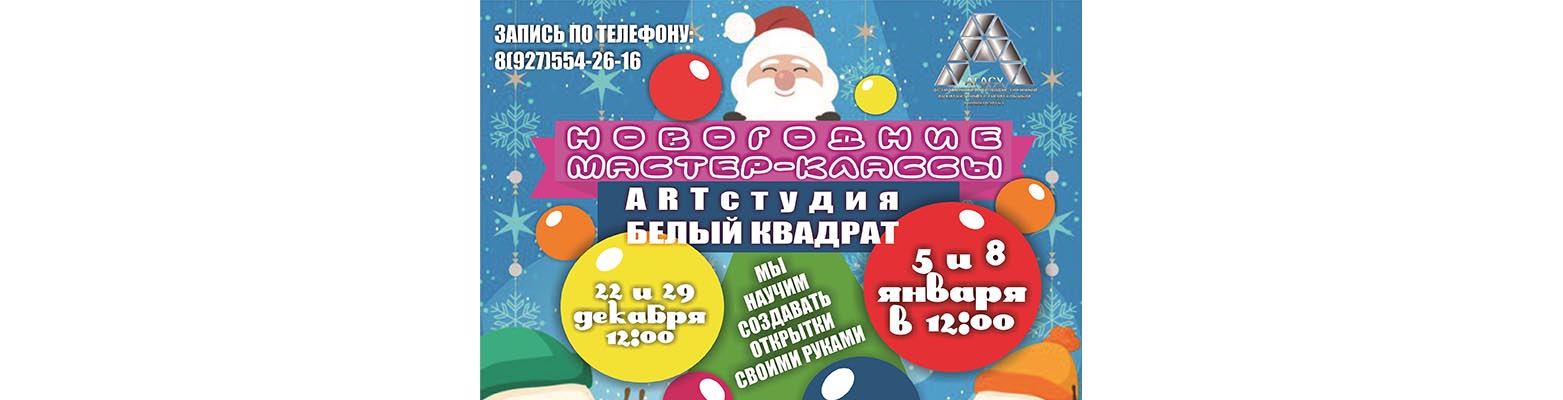 ЗАПИСЬ ПО ТЕЛЕФОНУ:
8(927)554-26-16
АГАСУ
НОВОГОДНИЕ
МАСТЕР-КЛАССЫ
ARTстудия
БЕЛЫЙ КВАДРАТ
22 и 29
декабря
12:00
МЫ
НАУЧИМ
СОЗДАВАТЬ
ОТКРЫТКИ
СВОИМИ РУКАМИ
5 и 8
января
в 12:00